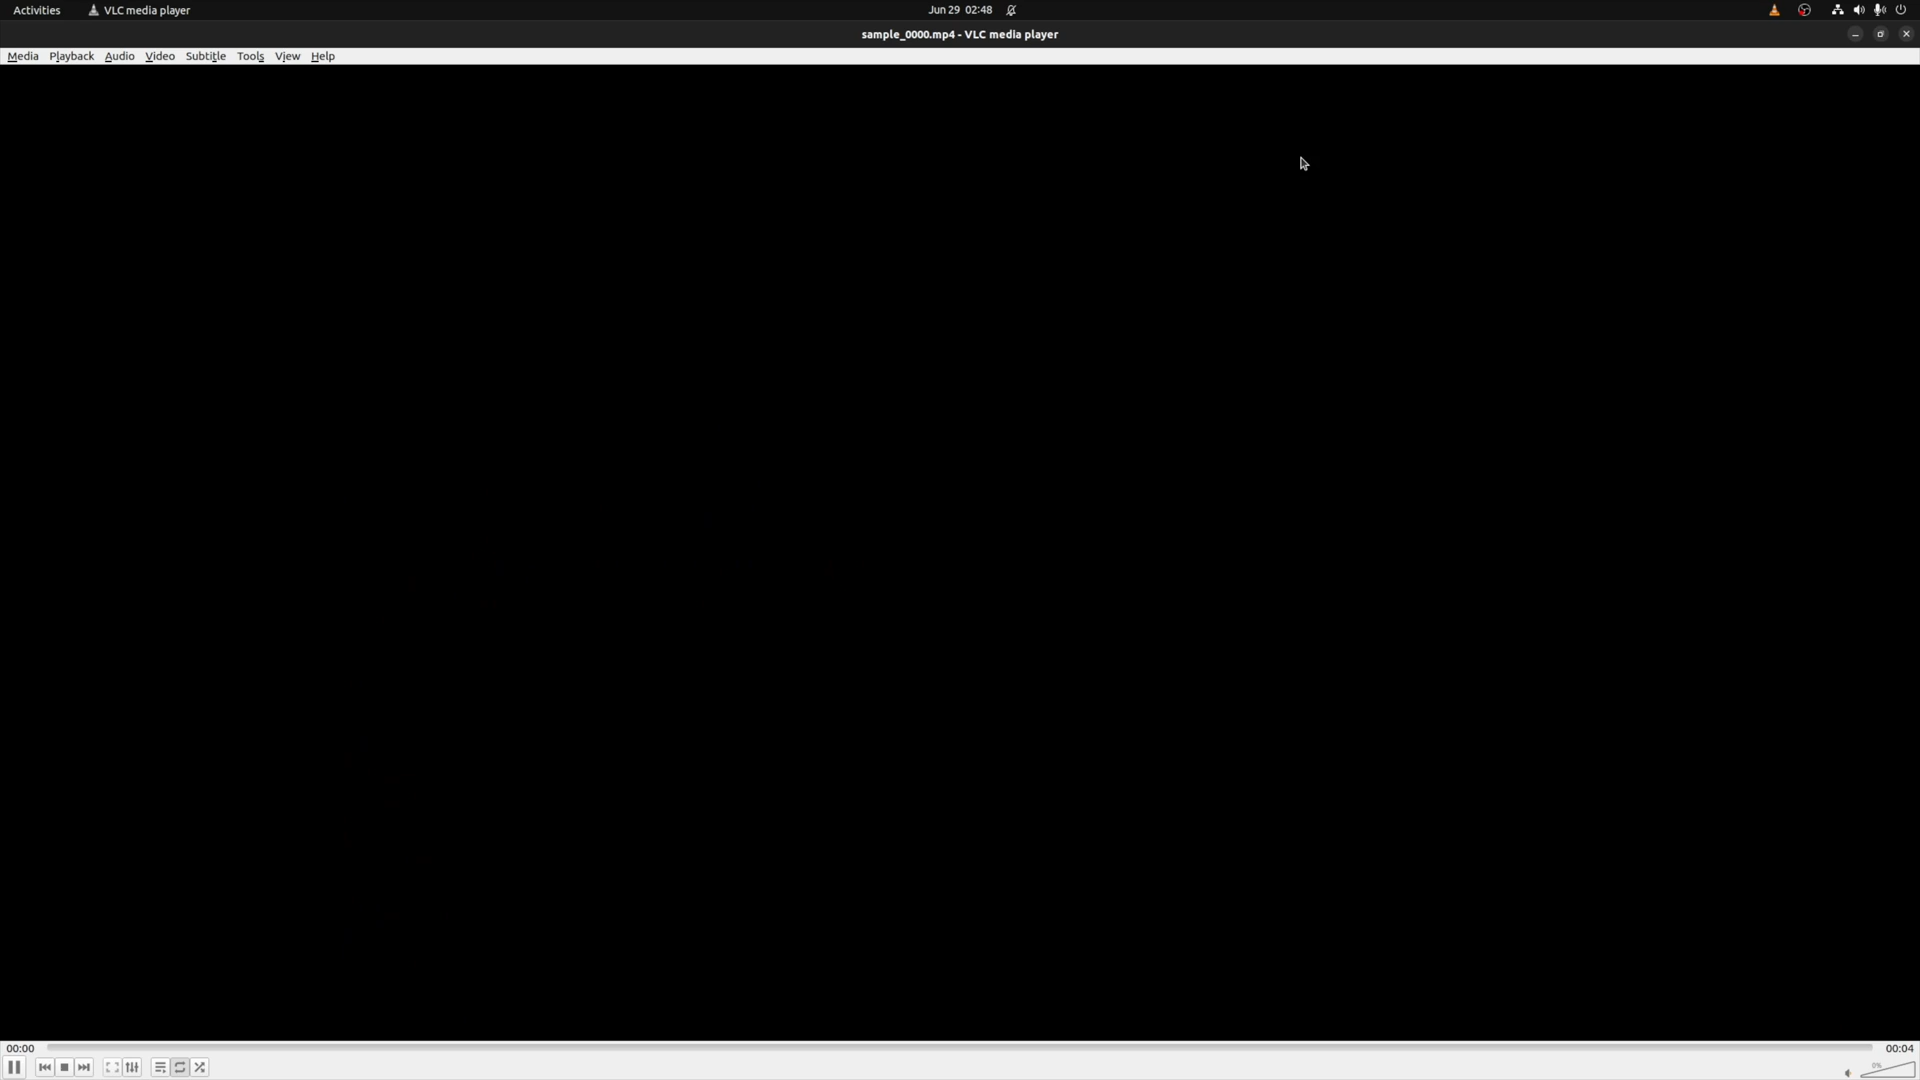 Activities VLC media player Jun 29 02:48
sample_0000.mp4 - VLC media player
Media Playback Audio Video Subtitle Tools View Help
00:00 00:04
0%